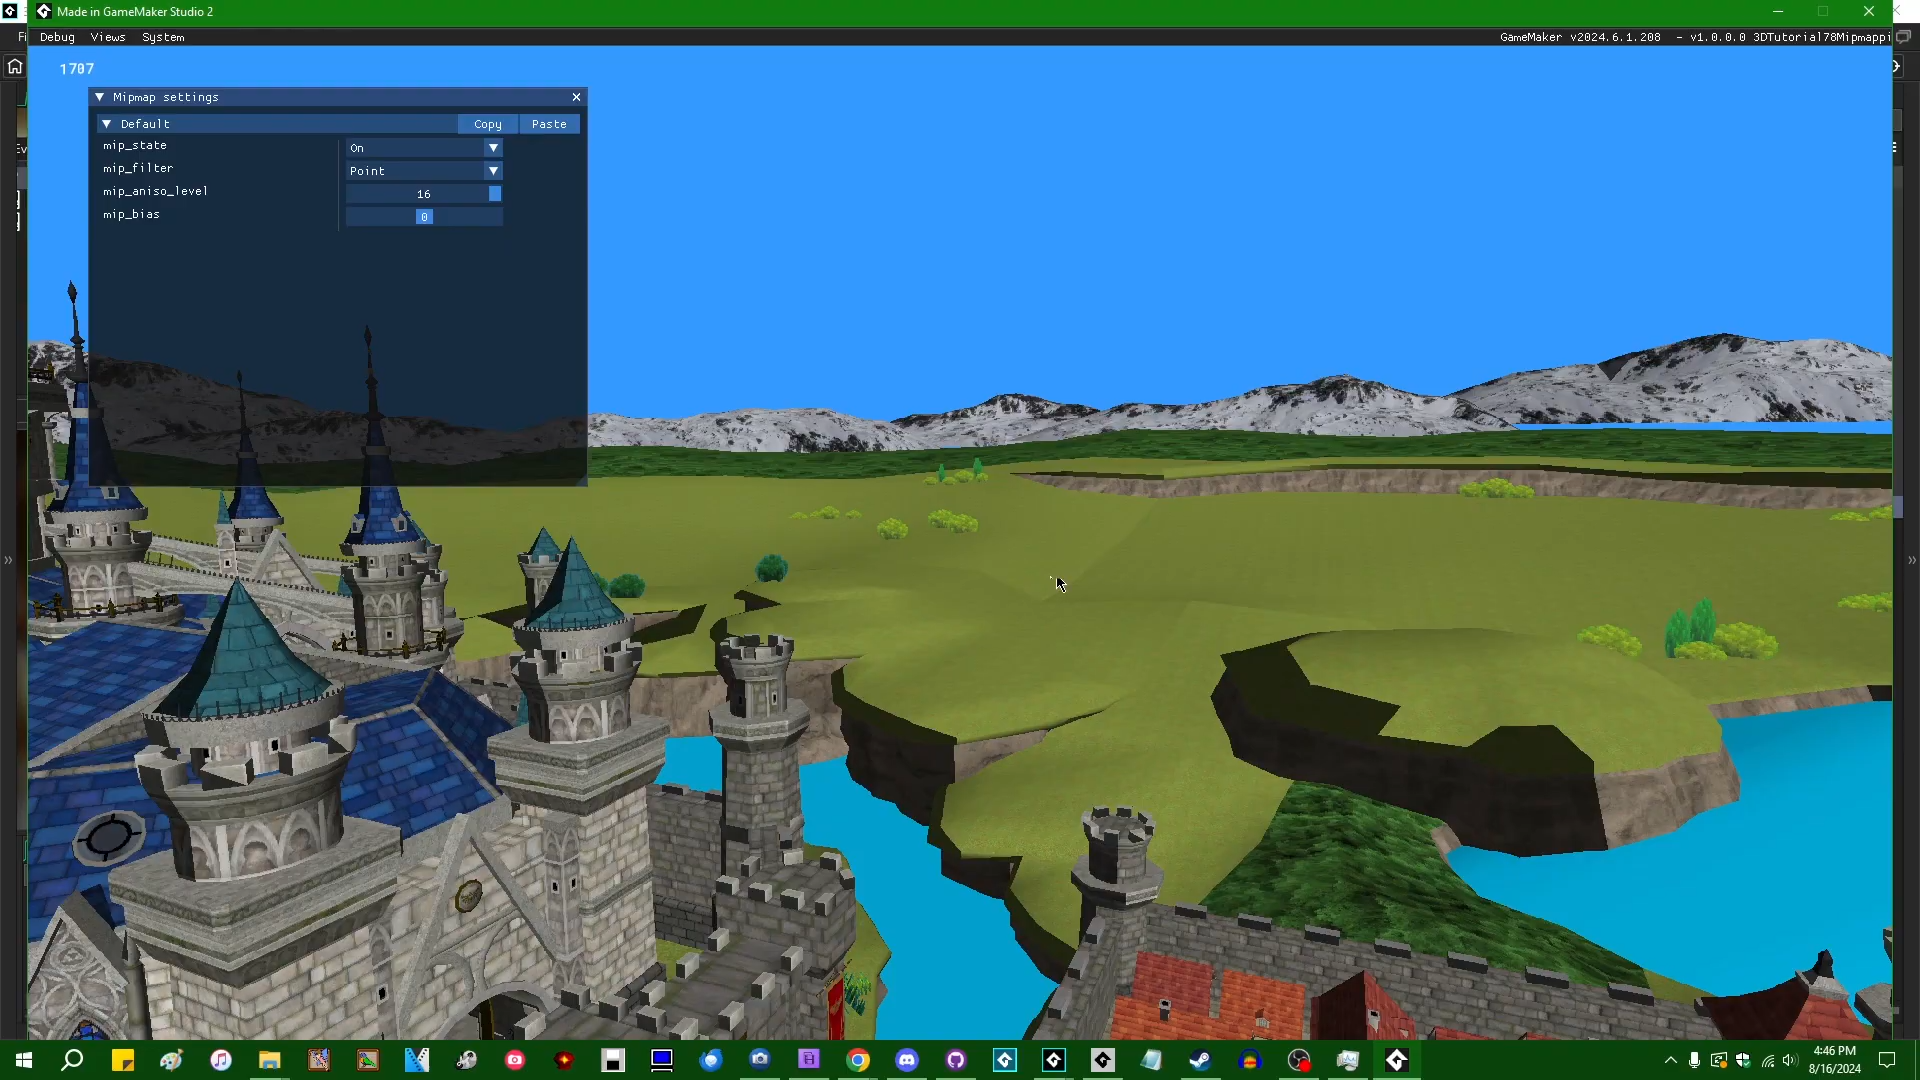 Made in GameMaker Studio 2
Fi
Debug Views System
GameMaker v2024.6.1.208 - v1.0.0.0 3DTutorial78Mipmappi
1707
Mipmap settings
Default Copy Paste
mip_state On
mip_filter Point
mip_aniso_level 16
mip_bias 0
Ev
4:46 PM
8/16/2024